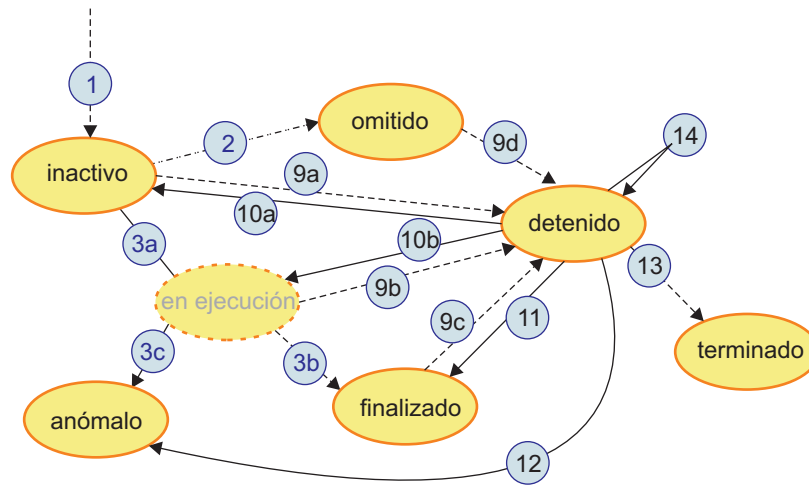 1
omitido
2
9d
14
inactivo
9a
10a
detenido
3a
10b
13
en ejecución
9b
9c
11
3c
3b
terminado
anómalo
finalizado
12